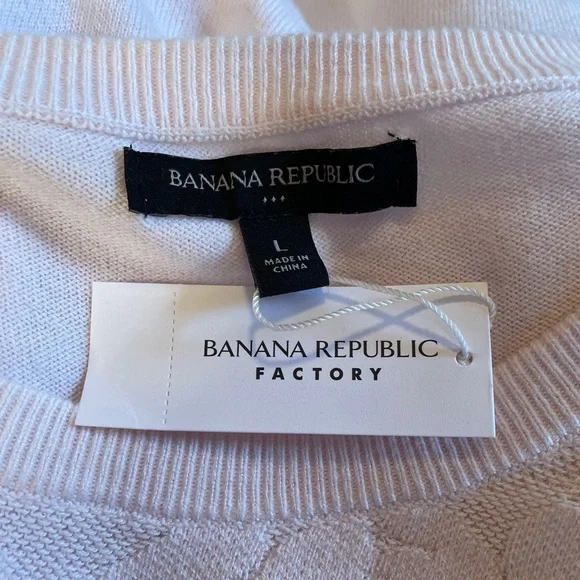 BANANA REPUBLIC
L
MADE IN
CHINA
BANANA REPUBLIC
FACTORY